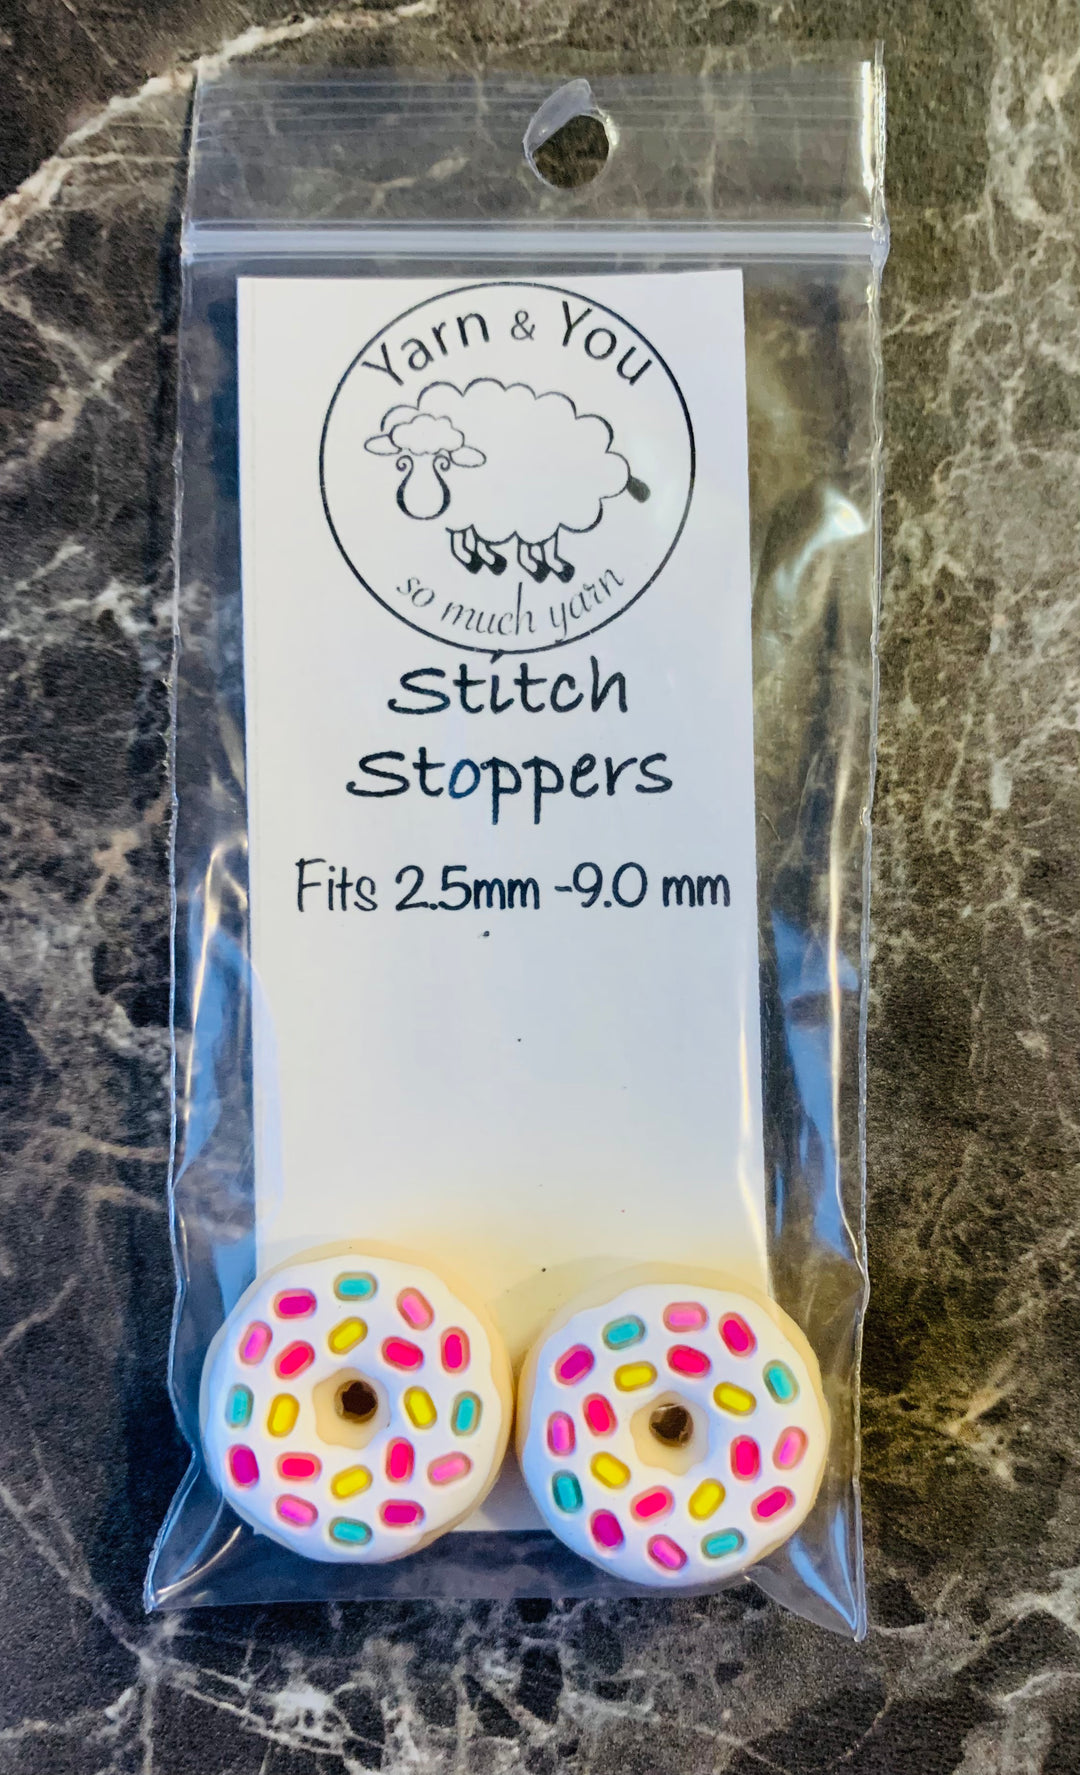 Yarn & You
so much yarn
Stitch
Stoppers
Fits 2.5mm -9.0 mm